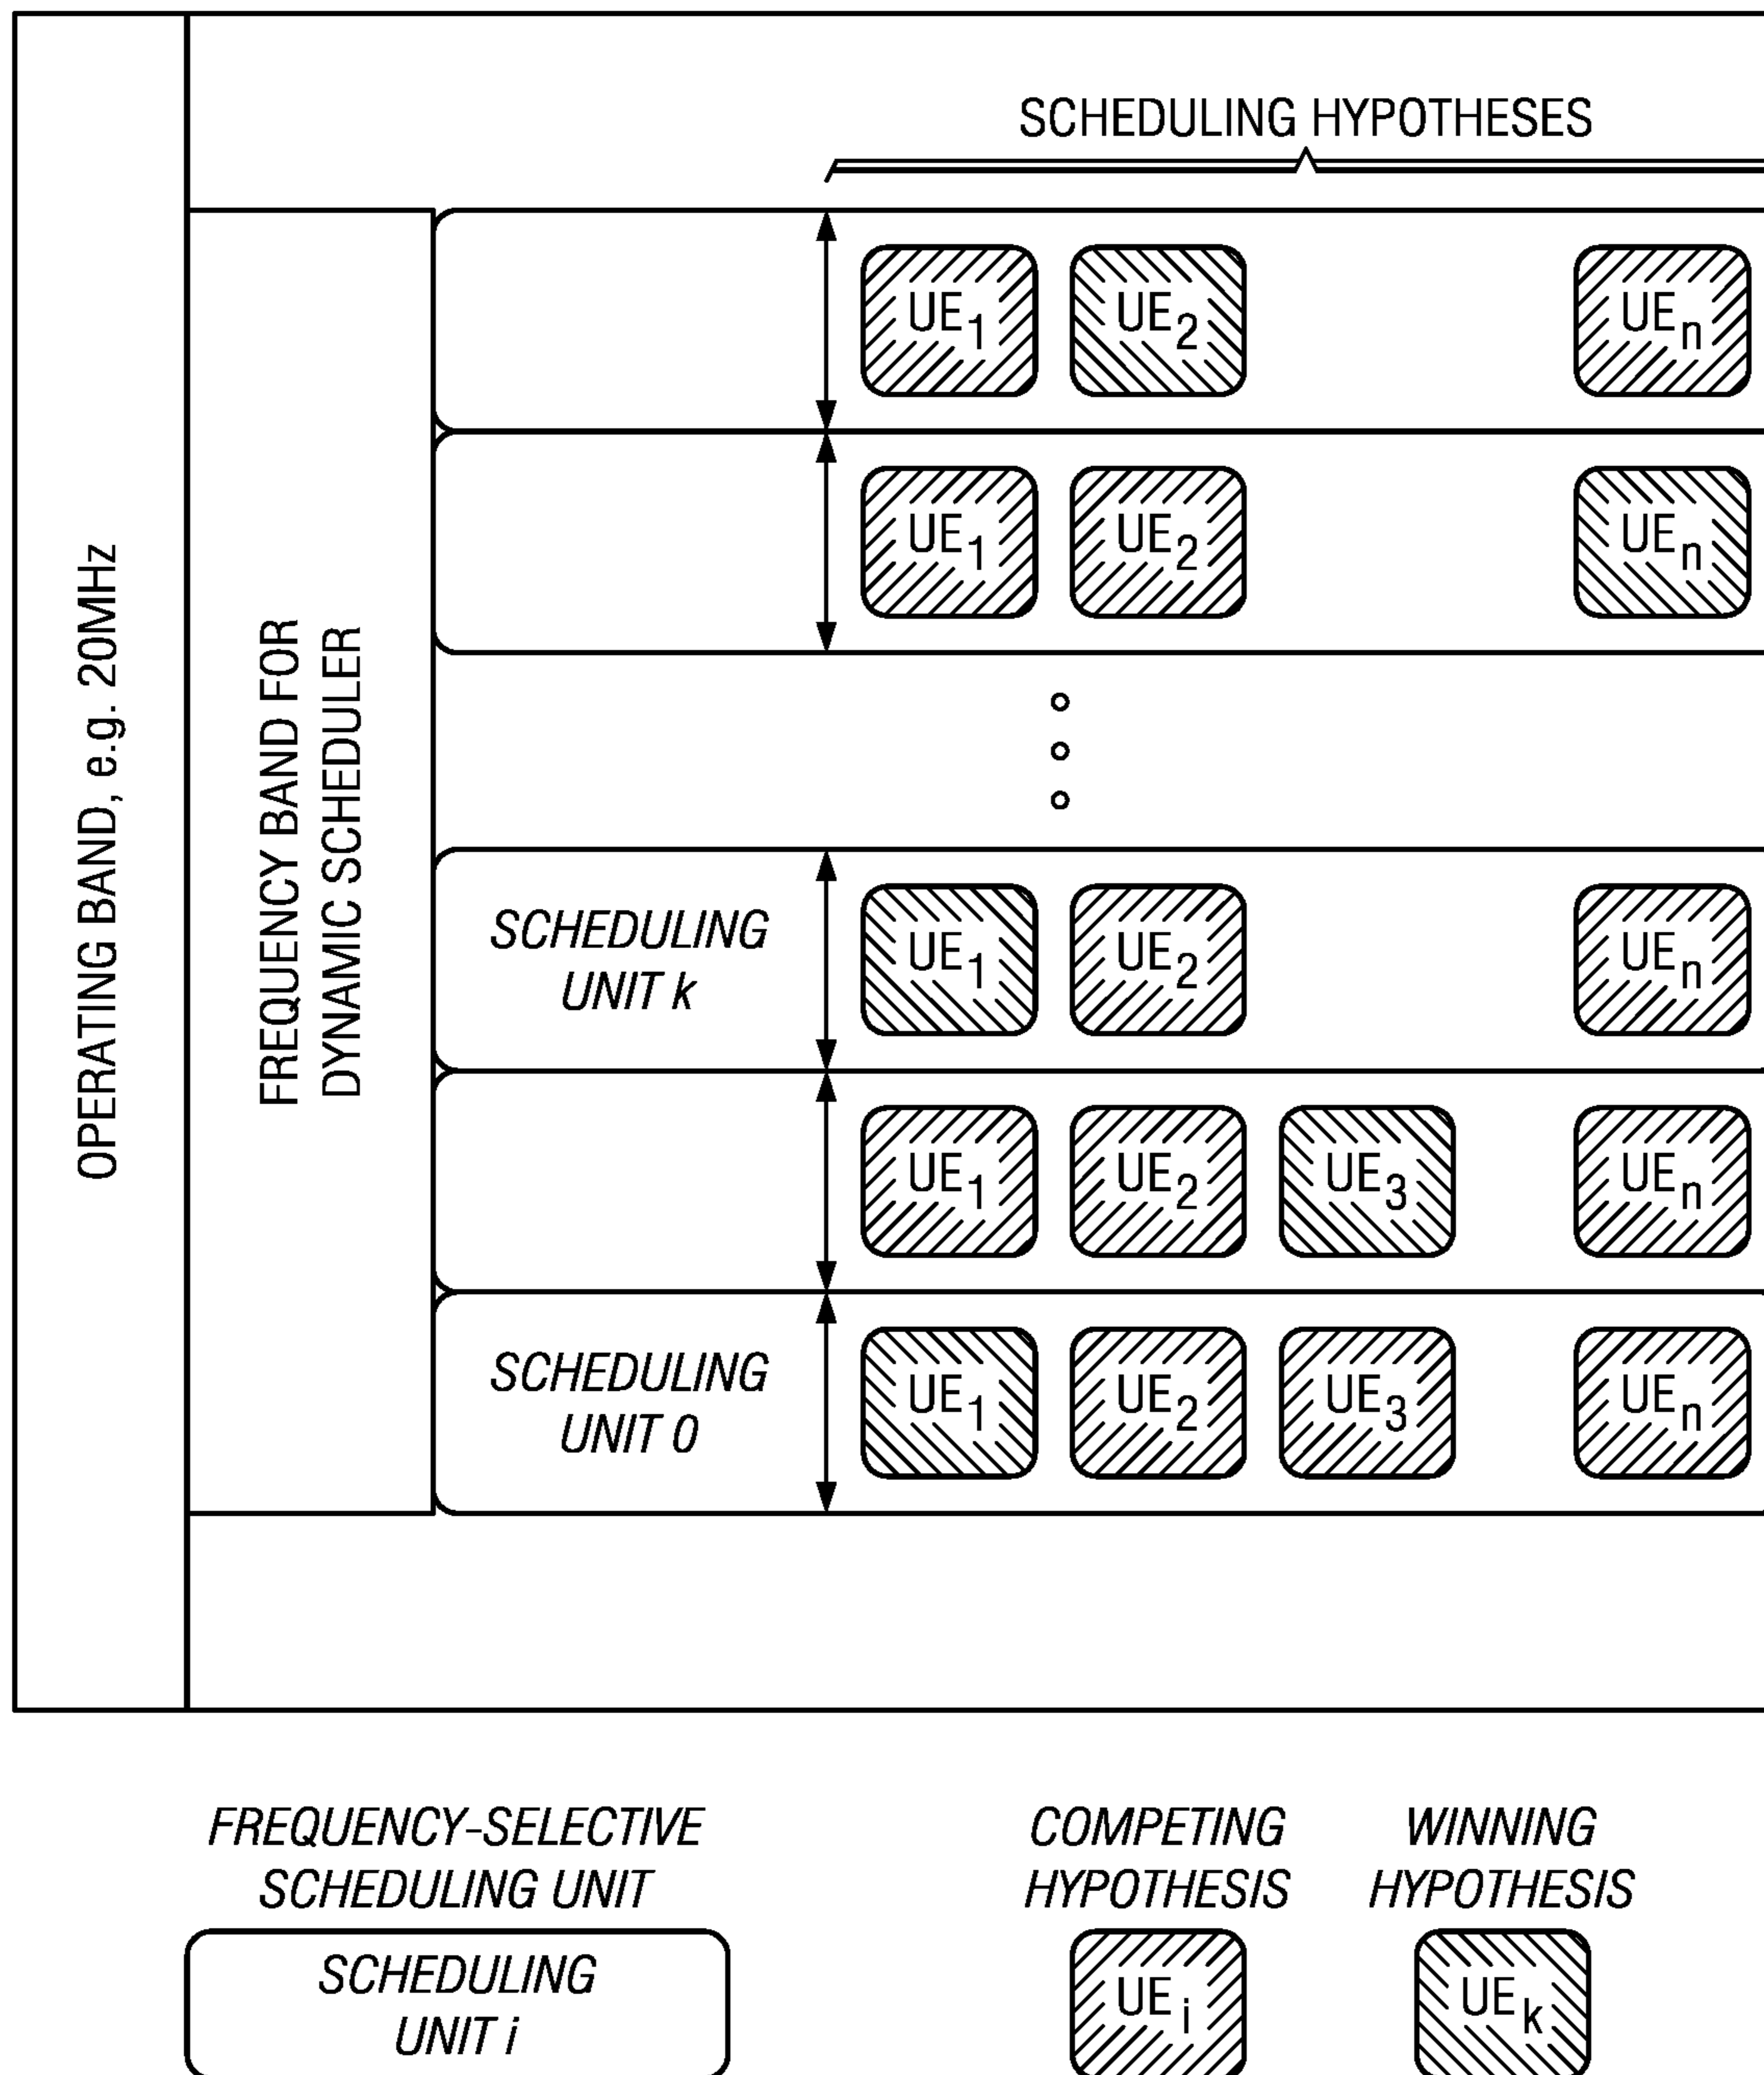 SCHEDULING HYPOTHESES
OPERATING BAND, e.g. 20MHz
FREQUENCY BAND FOR
DYNAMIC SCHEDULER
UE1 UE2 UEn
UE1 UE2 UEn
SCHEDULING
UNIT k
UE1 UE2 UEn
UE1 UE2 UE3 UEn
SCHEDULING
UNIT 0
UE1 UE2 UE3 UEn
FREQUENCY-SELECTIVE
SCHEDULING UNIT
SCHEDULING
UNIT i
COMPETING
HYPOTHESIS
UEi
WINNING
HYPOTHESIS
UEk